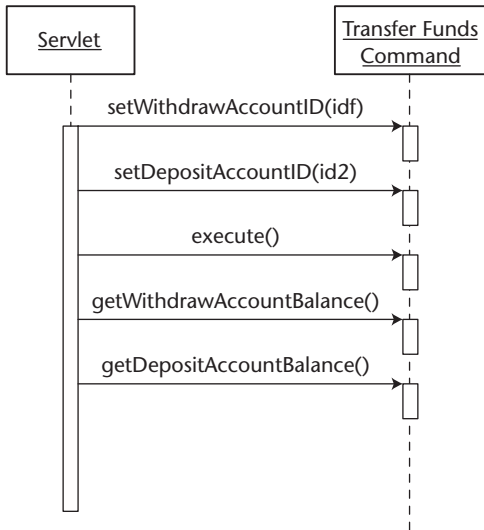 Servlet
Transfer Funds
Command
setWithdrawAccountID(idf)
setDepositAccountID(id2)
execute()
getWithdrawAccountBalance()
getDepositAccountBalance()